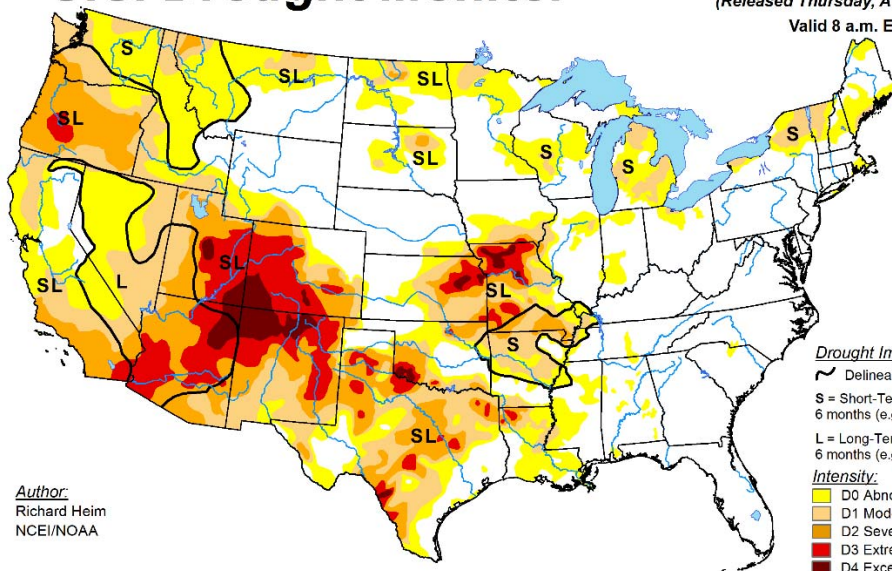 (Released Thursday, A
Valid 8 a.m. E
S
SL
SL
S
SL
SL
S
S
SL
L
SL
SL
S
SL
Drought Im
Delinea
S = Short-Te
6 months (e.g
L = Long-Ter
6 months (e.g
Intensity:
D0 Abno
D1 Mod
D2 Seve
D3 Extre
D4 Exce
Author:
Richard Heim
NCEI/NOAA